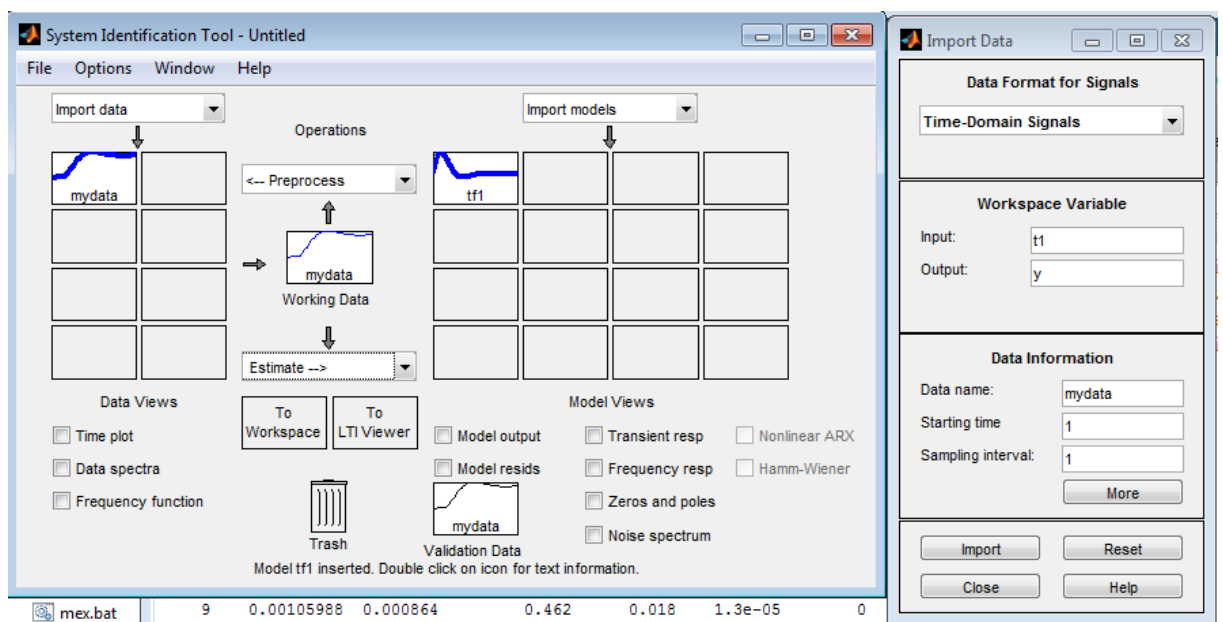 System Identification Tool - Untitled
File Options Window Help
Import data
Import models
Operations
mydata
<-- Preprocess
tf1
mydata
Working Data
Estimate -->
Data Views
Time plot
Data spectra
Frequency function
To Workspace
To LTI Viewer
Trash
Model Views
Model output
Transient resp
Nonlinear ARX
Model resids
Frequency resp
Hamm-Wiener
Zeros and poles
Noise spectrum
mydata
Validation Data
Model tf1 inserted. Double click on icon for text information.
mex.bat
9 0.00105988 0.000864 0.462 0.018 1.3e-05 0
Import Data
Data Format for Signals
Time-Domain Signals
Workspace Variable
Input: t1
Output: y
Data Information
Data name: mydata
Starting time 1
Sampling interval: 1
More
Import Reset
Close Help